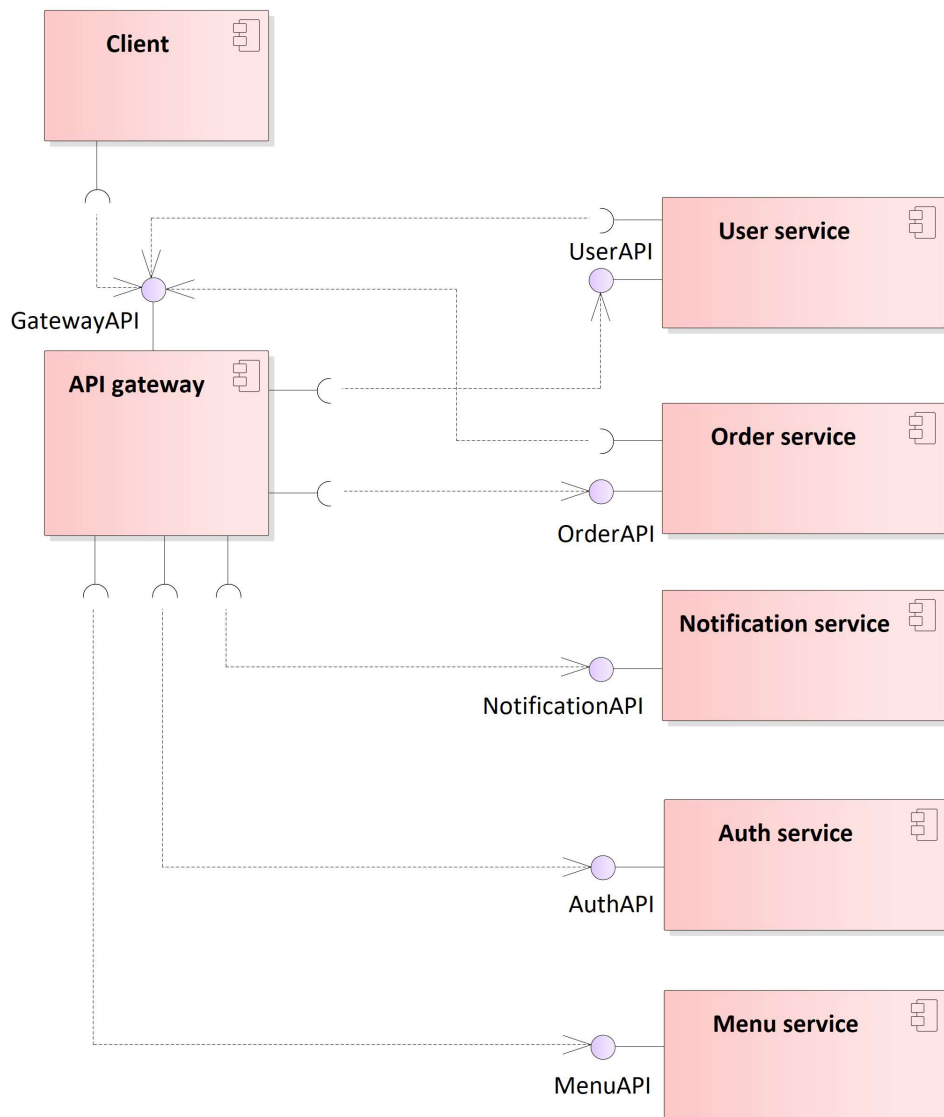 Client
User service
UserAPI
GatewayAPI
API gateway
Order service
OrderAPI
Notification service
NotificationAPI
Auth service
AuthAPI
Menu service
MenuAPI